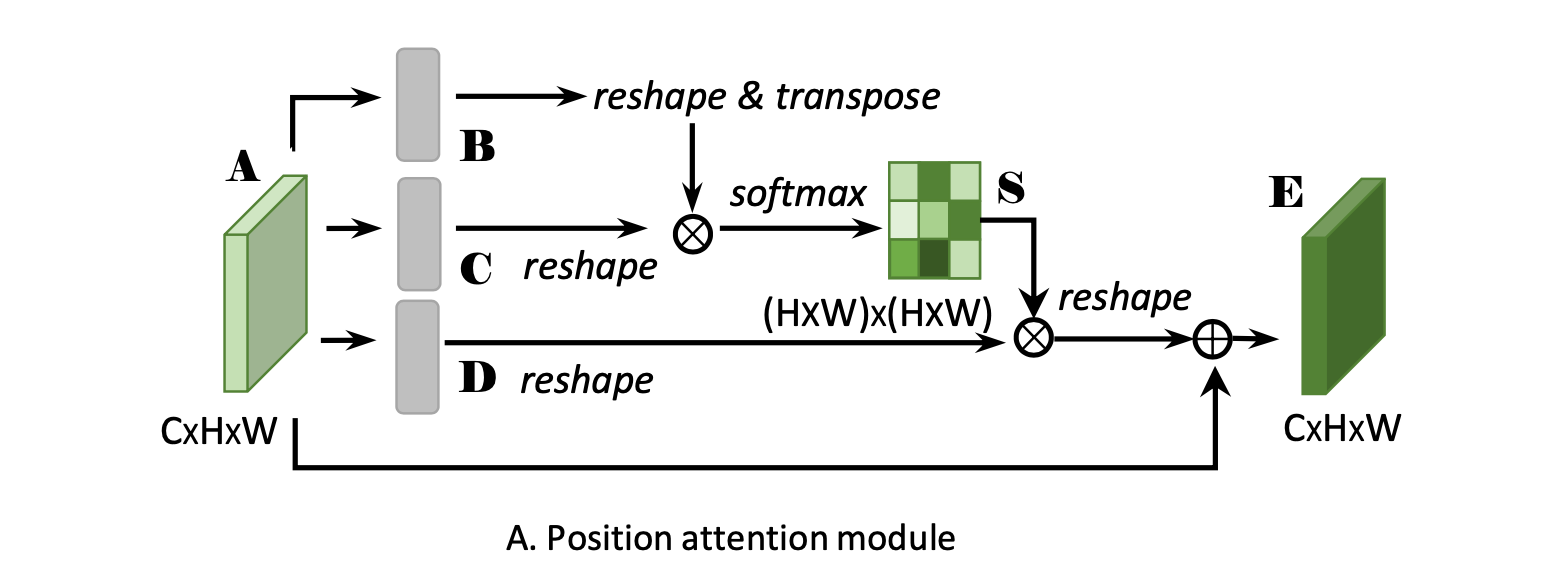 reshape & transpose
B
A
softmax
S
E
C
reshape
(HxW)x(HxW)
reshape
D
reshape
CxHxW
CxHxW
A. Position attention module